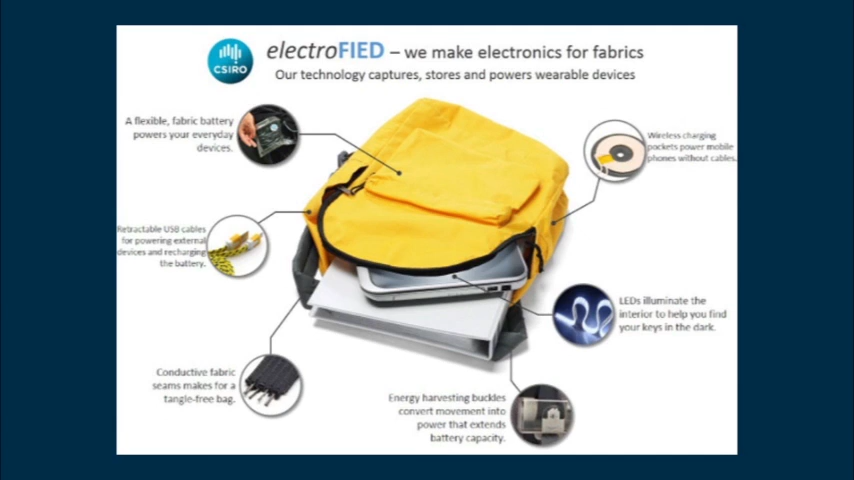 CSIRO
electroFIED – we make electronics for fabrics
Our technology captures, stores and powers wearable devices
A flexible, fabric battery
powers your everyday
devices.
Wireless charging
pockets power mobile
phones without cables.
Retractable USB cables
for powering external
devices and recharging
the battery.
LEDs illuminate the
interior to help you find
your keys in the dark.
Conductive fabric
seams makes for a
tangle-free bag.
Energy harvesting buckles
convert movement into
power that extends
battery capacity.